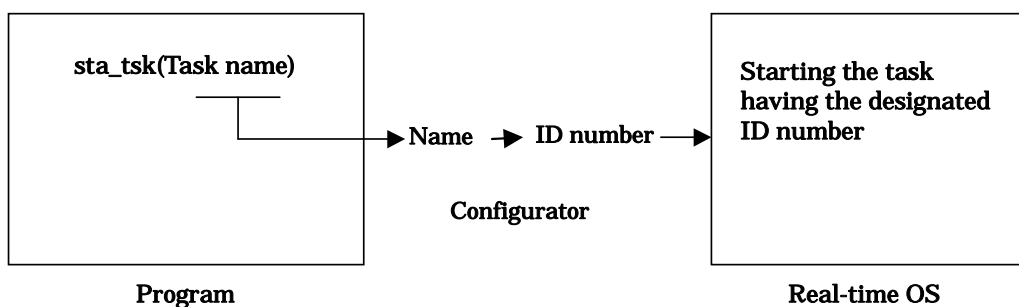 sta_tsk(Task name)
Name
ID number
Starting the task
having the designated
ID number
Configurator
Program
Real-time OS